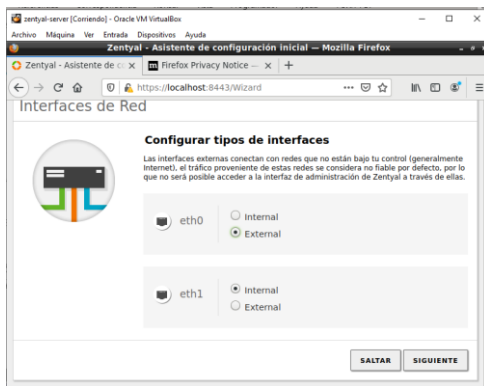 zentyal-server [Corriendo] - Oracle VM VirtualBox
Archivo Máquina Ver Entrada Dispositivos Ayuda
Zentyal - Asistente de configuración inicial — Mozilla Firefox
Zentyal - Asistente de co
Firefox Privacy Notice —
https://localhost:8443/Wizard
Interfaces de Red
Configurar tipos de interfaces
Las interfaces externas conectan con redes que no están bajo tu control (generalmente
Internet), el tráfico proveniente de estas redes se considera no fiable por defecto, por lo
que no será posible acceder a la interfaz de administración de Zentyal a través de ellas.
eth0
Internal
External
eth1
Internal
External
SALTAR SIGUIENTE